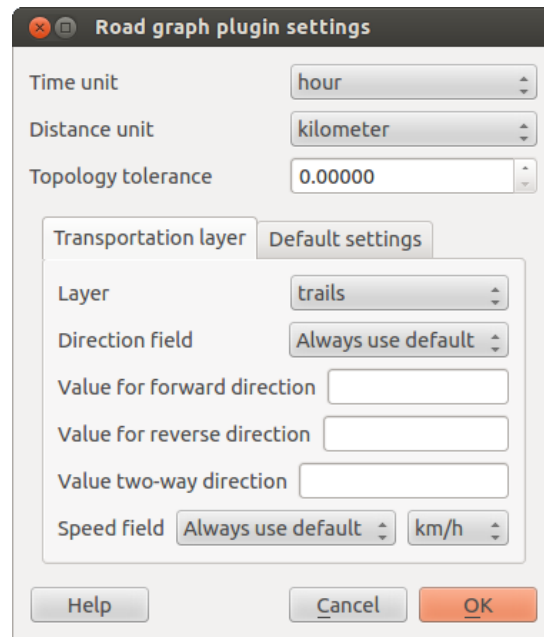 Road graph plugin settings
Time unit hour
Distance unit kilometer
Topology tolerance 0.00000
Transportation layer Default settings
Layer trails
Direction field Always use default
Value for forward direction
Value for reverse direction
Value two-way direction
Speed field Always use default km/h
Help Cancel OK